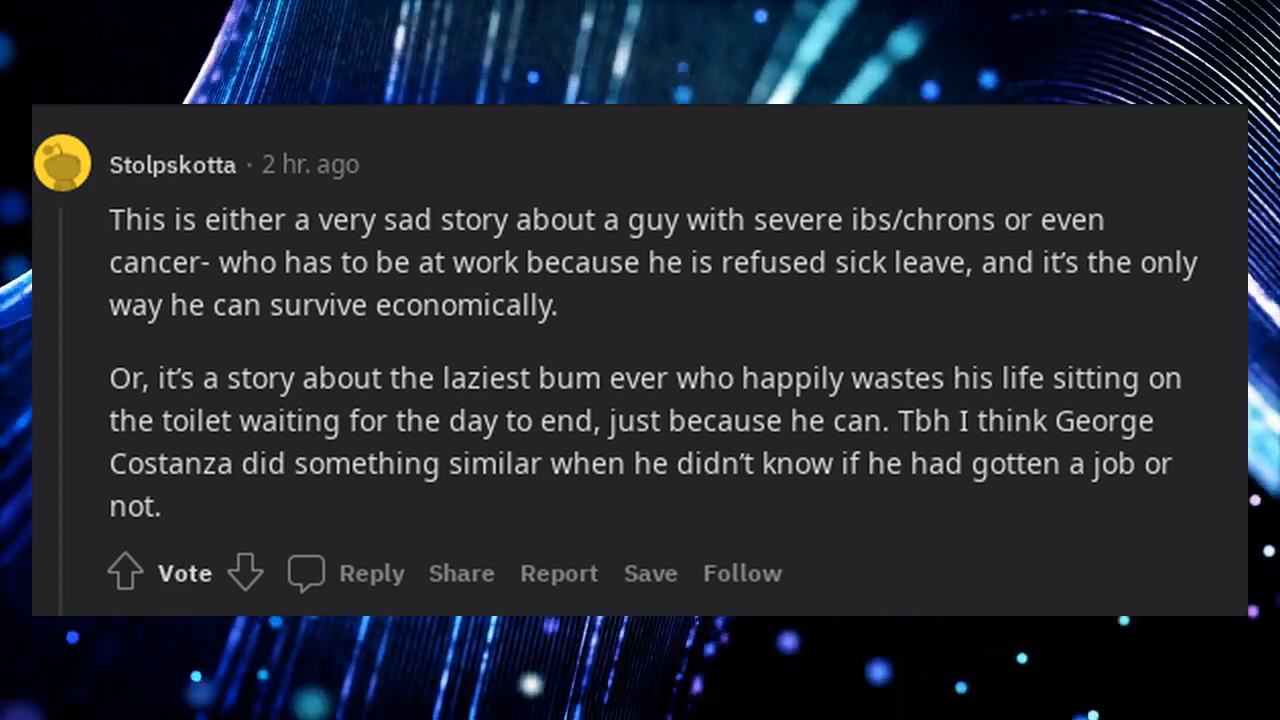 Stolpskotta · 2 hr. ago
This is either a very sad story about a guy with severe ibs/chrons or even
cancer- who has to be at work because he is refused sick leave, and it’s the only
way he can survive economically.
Or, it’s a story about the laziest bum ever who happily wastes his life sitting on
the toilet waiting for the day to end, just because he can. Tbh I think George
Costanza did something similar when he didn’t know if he had gotten a job or
not.
Vote Reply Share Report Save Follow